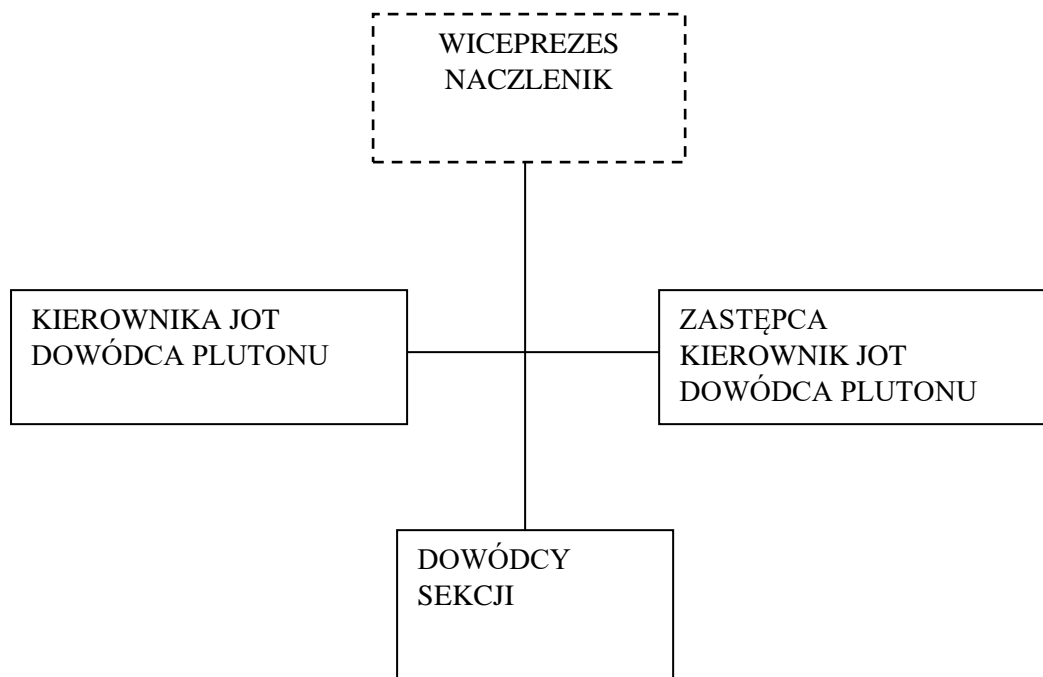 WICEPREZES
NACZLENIK
KIEROWNIKA JOT
DOWÓDCA PLUTONU
ZASTĘPCA
KIEROWNIK JOT
DOWÓDCA PLUTONU
DOWÓDCY
SEKCJI